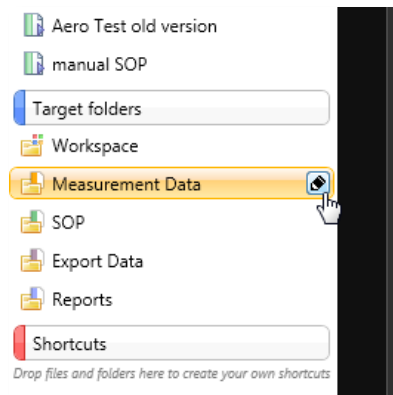 Aero Test old version
manual SOP
Target folders
Workspace
Measurement Data
SOP
Export Data
Reports
Shortcuts
Drop files and folders here to create your own shortcuts